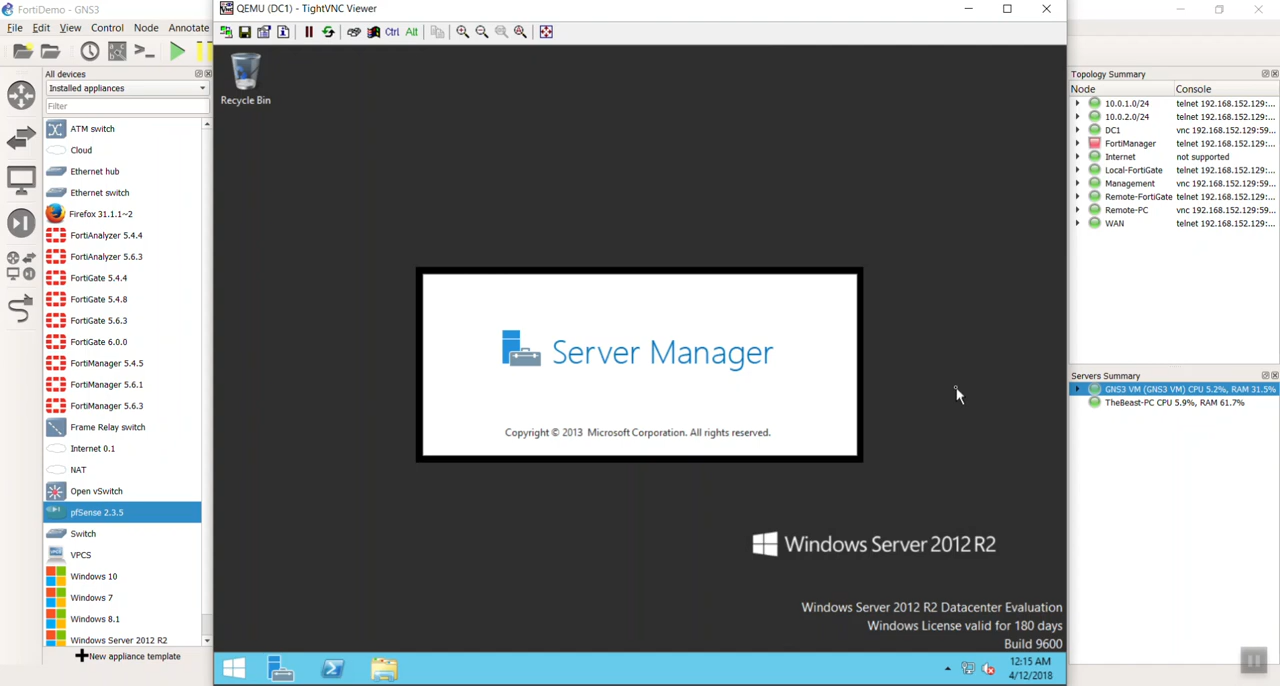 FortiDemo - GNS3
File Edit View Control Node Annotate
All devices
Installed appliances
Filter
ATM switch
Cloud
Ethernet hub
Ethernet switch
Firefox 31.1.1~2
FortiAnalyzer 5.4.4
FortiAnalyzer 5.6.3
FortiGate 5.4.4
FortiGate 5.4.8
FortiGate 5.6.3
FortiGate 6.0.0
FortiManager 5.4.5
FortiManager 5.6.1
FortiManager 5.6.3
Frame Relay switch
Internet 0.1
NAT
Open vSwitch
pfSense 2.3.5
Switch
VPCS
Windows 10
Windows 7
Windows 8.1
Windows Server 2012 R2
New appliance template
QEMU (DC1) - TightVNC Viewer
Ctrl Alt
Recycle Bin
Server Manager
Copyright © 2013 Microsoft Corporation. All rights reserved.
Windows Server 2012 R2
Windows Server 2012 R2 Datacenter Evaluation
Windows License valid for 180 days
Build 9600
12:15 AM
4/12/2018
Topology Summary
Node Console
10.0.1.0/24 telnet 192.168.152.129:...
10.0.2.0/24 telnet 192.168.152.129:...
DC1 vnc 192.168.152.129:59...
FortiManager telnet 192.168.152.129:...
Internet not supported
Local-FortiGate telnet 192.168.152.129:...
Management vnc 192.168.152.129:59...
Remote-FortiGate telnet 192.168.152.129:...
Remote-PC vnc 192.168.152.129:59...
WAN telnet 192.168.152.129:...
Servers Summary
GNS3 VM (GNS3 VM) CPU 5.2%, RAM 31.5%
TheBeast-PC CPU 5.9%, RAM 61.7%